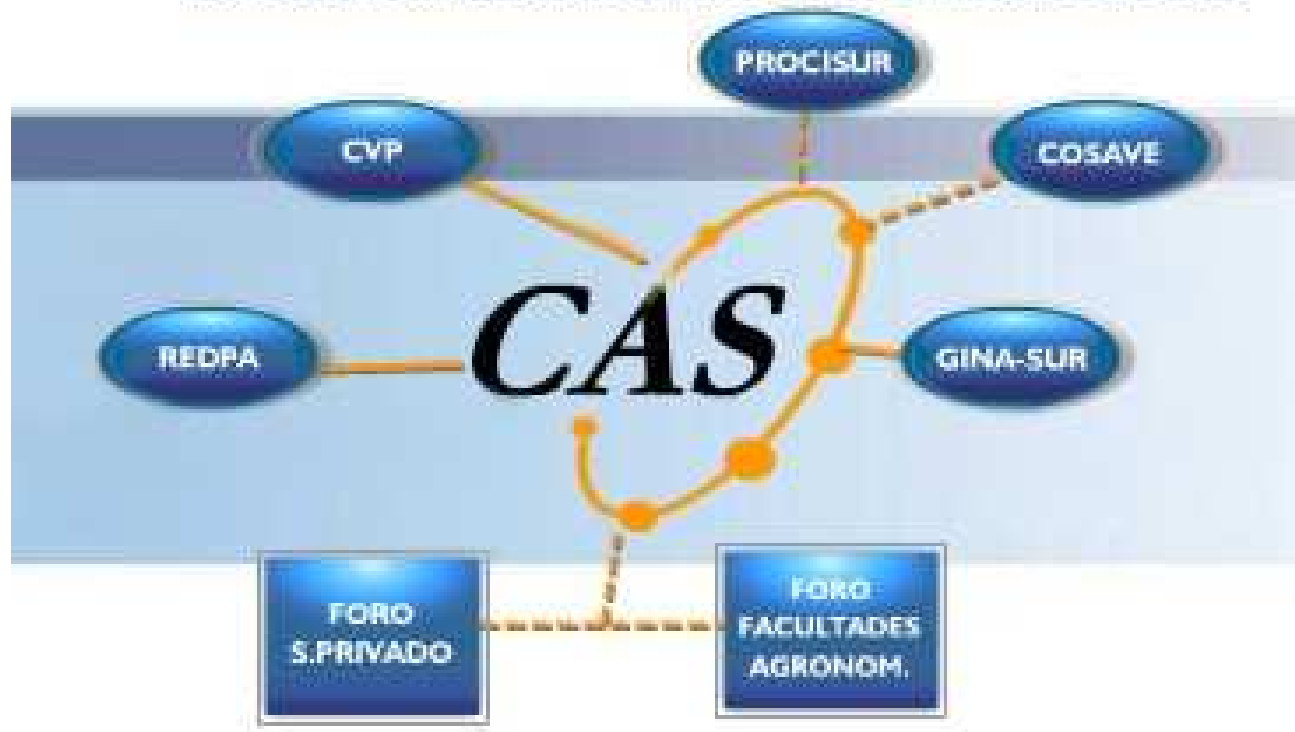 PROCISUR
CVP
COSAVE
CAS
REDPA
GINA-SUR
FORO
S.PRIVADO
FORO
FACULTADES
AGRONOM.